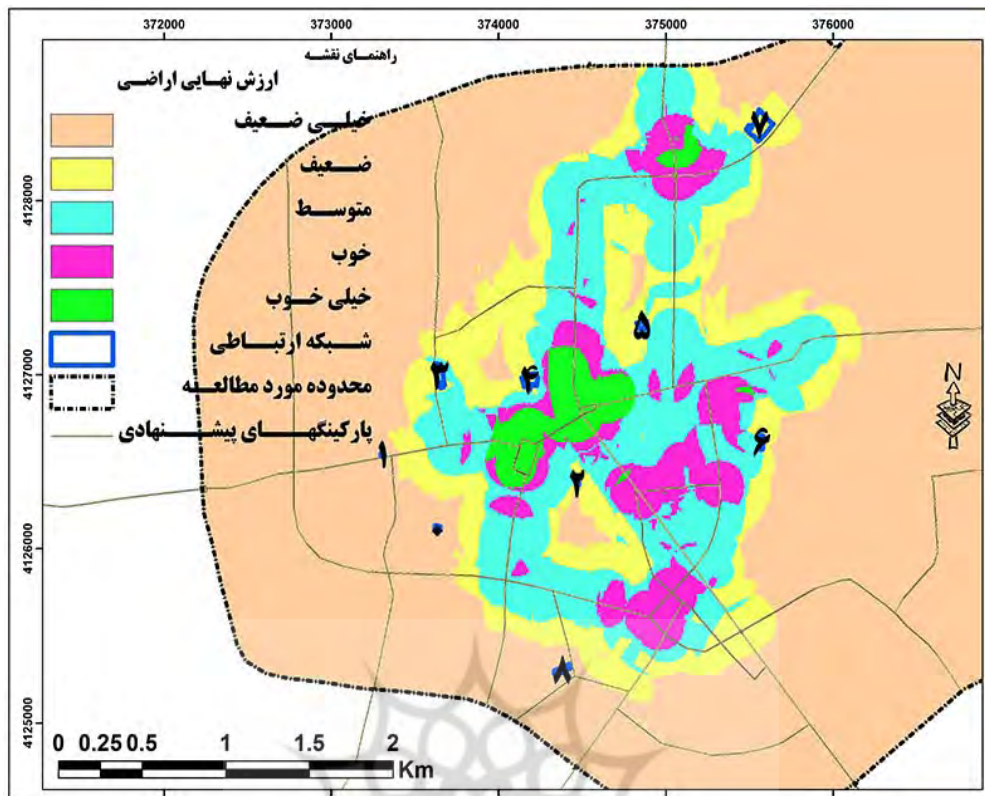 372000 373000 374000 375000 376000
راهنمای نقشه
ارزش نهایی اراضی
خیلی ضعیف
ضعیف
متوسط
خوب
خیلی خوب
شبکه ارتباطی
محدوده مورد مطالعه
پارکینگهای پیشنهادی
4128000
4127000
4126000
4125000
۷
۵
۳
۴
۱
۲
۶
۸
N
0 0.25 0.5 1 1.5 2
Km